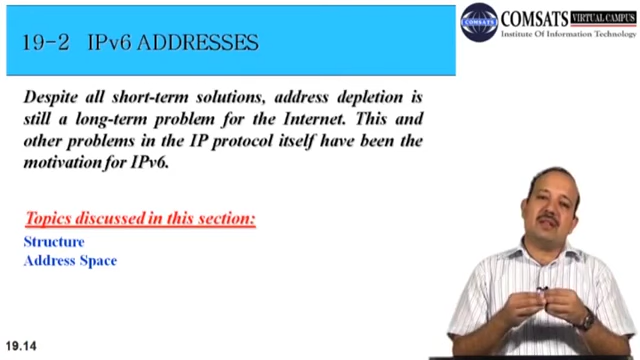 19-2 IPv6 ADDRESSES
COMSATS VIRTUAL CAMPUS
Institute Of Information Technology
Despite all short-term solutions, address depletion is
still a long-term problem for the Internet. This and
other problems in the IP protocol itself have been the
motivation for IPv6.
Topics discussed in this section:
Structure
Address Space
19.14